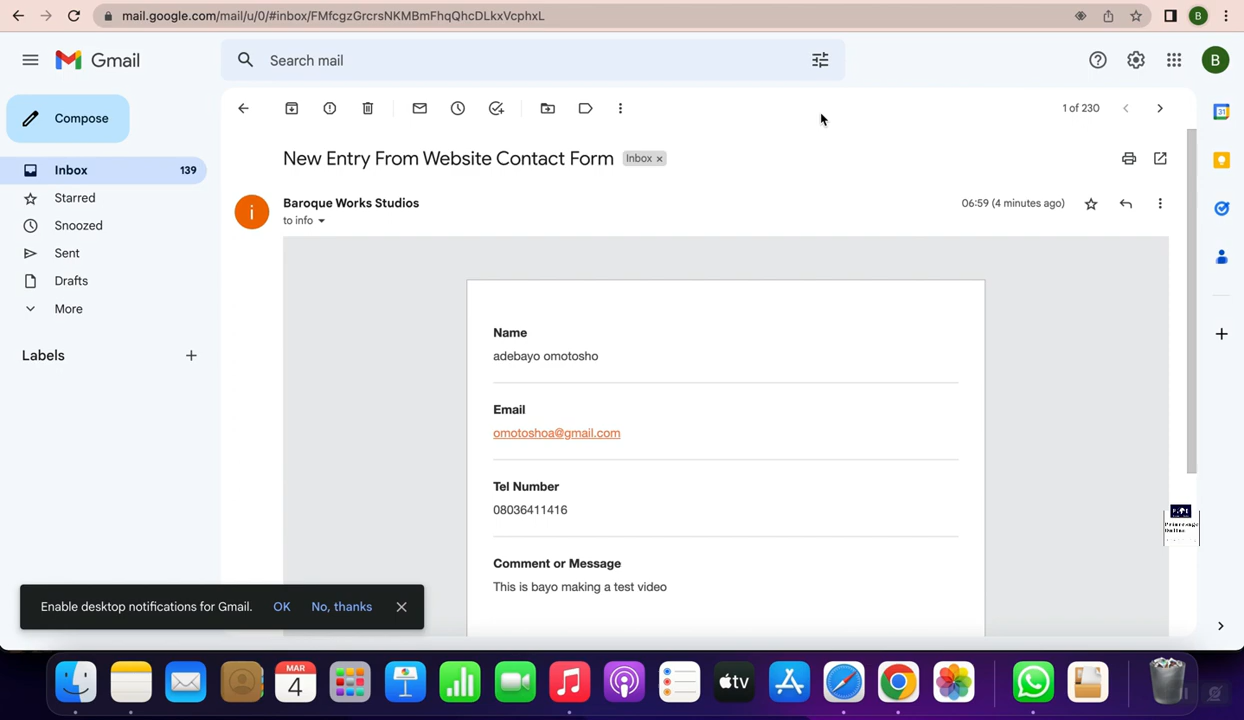 mail.google.com/mail/u/0/#inbox/FMfcgzGrcrsNKMBmFhqQhcDLkxVcphxL
B
Gmail
Search mail
B
Compose
1 of 230
Inbox 139
Starred
Snoozed
Sent
Drafts
More
Labels
New Entry From Website Contact Form Inbox ×
i
Baroque Works Studios
06:59 (4 minutes ago)
to info
Name
adebayo omotosho
Email
omotoshoa@gmail.com
Tel Number
08036411416
Comment or Message
This is bayo making a test video
Enable desktop notifications for Gmail. OK No, thanks
31
MAR
4
tv